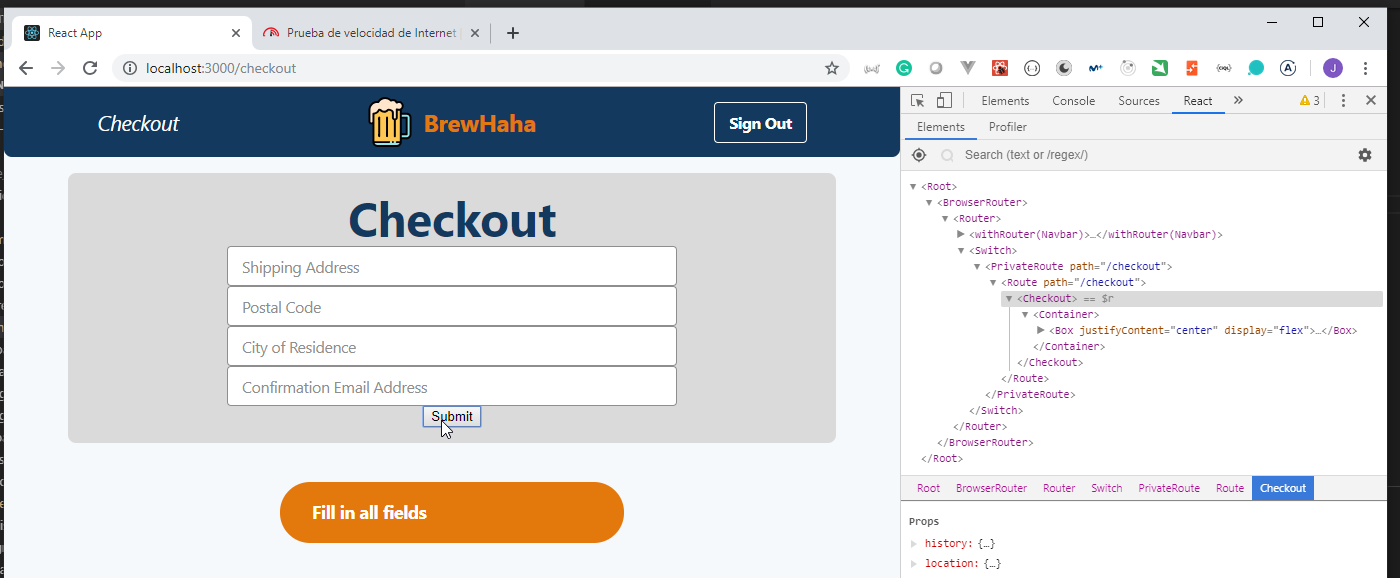 React App
Prueba de velocidad de Internet
localhost:3000/checkout
J
Checkout
BrewHaha
Sign Out
Checkout
Shipping Address
Postal Code
City of Residence
Confirmation Email Address
Submit
Fill in all fields
Elements Console Sources React » 3
Elements Profiler
Search (text or /regex/)
<Root>
<BrowserRouter>
<Router>
<withRouter(Navbar)>…</withRouter(Navbar)>
<Switch>
<PrivateRoute path="/checkout">
<Route path="/checkout">
<Checkout> == $r
<Container>
<Box justifyContent="center" display="flex">…</Box>
</Container>
</Checkout>
</Route>
</PrivateRoute>
</Switch>
</Router>
</BrowserRouter>
</Root>
Root BrowserRouter Router Switch PrivateRoute Route Checkout
Props
history: {…}
location: {…}